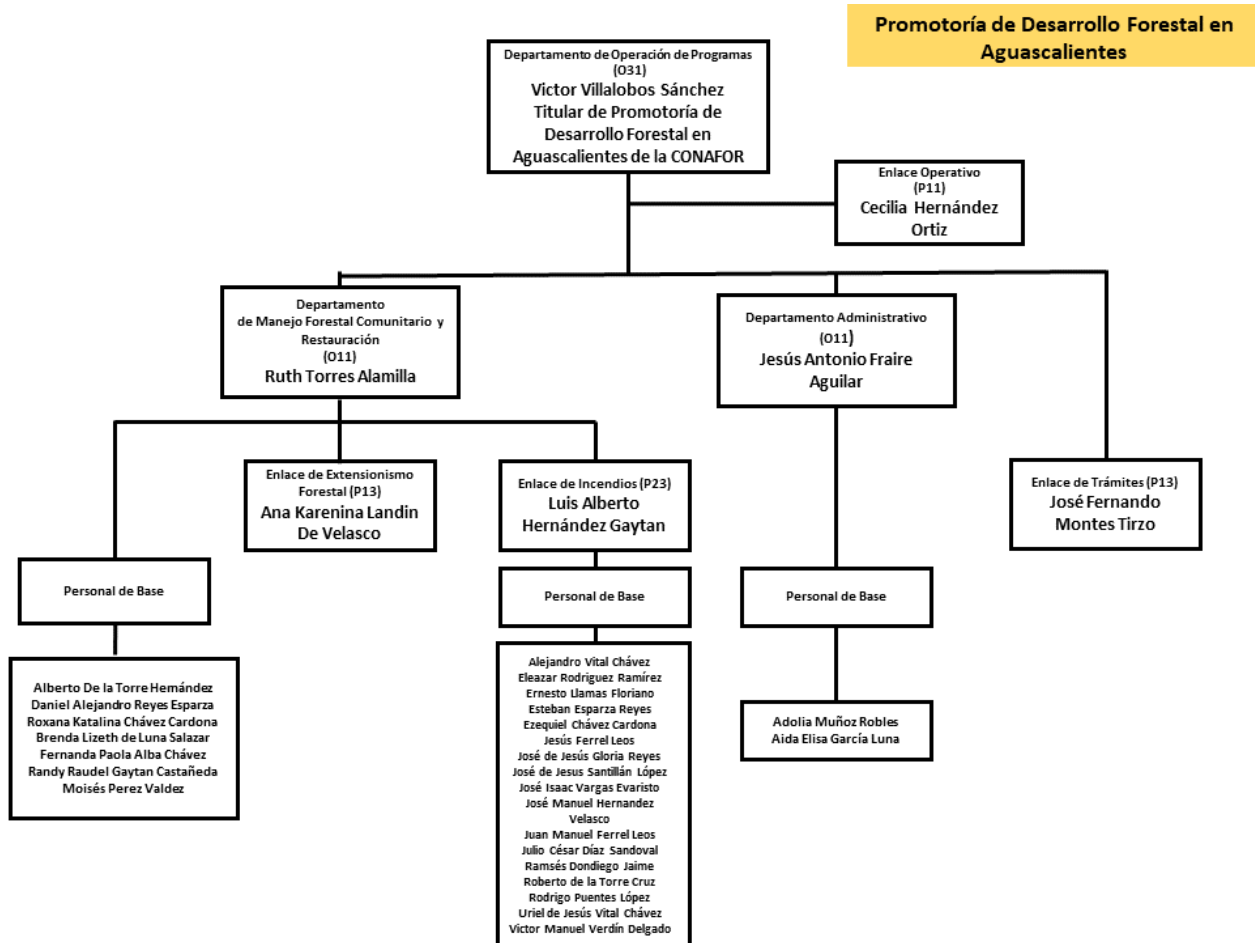 Promotoría de Desarrollo Forestal en
Aguascalientes
Departamento de Operación de Programas
(O31)
Victor Villalobos Sánchez
Titular de Promotoría de
Desarrollo Forestal en
Aguascalientes de la CONAFOR
Enlace Operativo
(P11)
Cecilia Hernández
Ortiz
Departamento
de Manejo Forestal Comunitario y
Restauración
(O11)
Ruth Torres Alamilla
Departamento Administrativo
(O11)
Jesús Antonio Fraire
Aguilar
Enlace de Extensionismo
Forestal (P13)
Ana Karenina Landin
De Velasco
Enlace de Incendios (P23)
Luis Alberto
Hernández Gaytan
Enlace de Trámites (P13)
José Fernando
Montes Tirzo
Personal de Base
Personal de Base
Personal de Base
Alberto De la Torre Hernández
Daniel Alejandro Reyes Esparza
Roxana Katalina Chávez Cardona
Brenda Lizeth de Luna Salazar
Fernanda Paola Alba Chávez
Randy Raudel Gaytan Castañeda
Moisés Perez Valdez
Alejandro Vital Chávez
Eleazar Rodriguez Ramírez
Ernesto Llamas Floriano
Esteban Esparza Reyes
Ezequiel Chávez Cardona
Jesús Ferrel Leos
José de Jesús Gloria Reyes
José de Jesus Santillán López
José Isaac Vargas Evaristo
José Manuel Hernandez
Velasco
Juan Manuel Ferrel Leos
Julio César Díaz Sandoval
Ramsés Dondiego Jaime
Roberto de la Torre Cruz
Rodrigo Puentes López
Uriel de Jesús Vital Chávez
Victor Manuel Verdín Delgado
Adolia Muñoz Robles
Aida Elisa García Luna